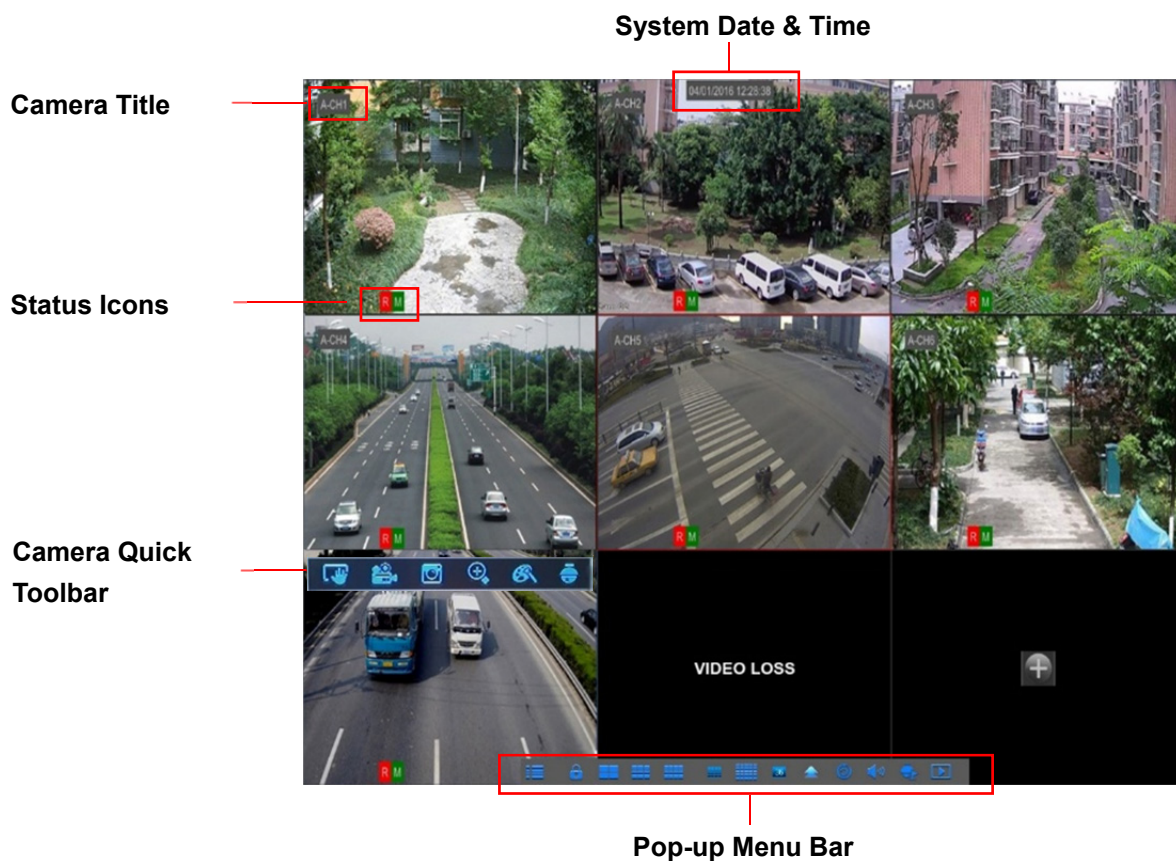 System Date & Time
Camera Title
A-CH1
04/01/2016 12:28:38
A-CH2
A-CH3
Status Icons
R M
R M
R M
A-CH4
A-CH5
A-CH6
R M
R M
R M
Camera Quick
Toolbar
VIDEO LOSS
R M
Pop-up Menu Bar